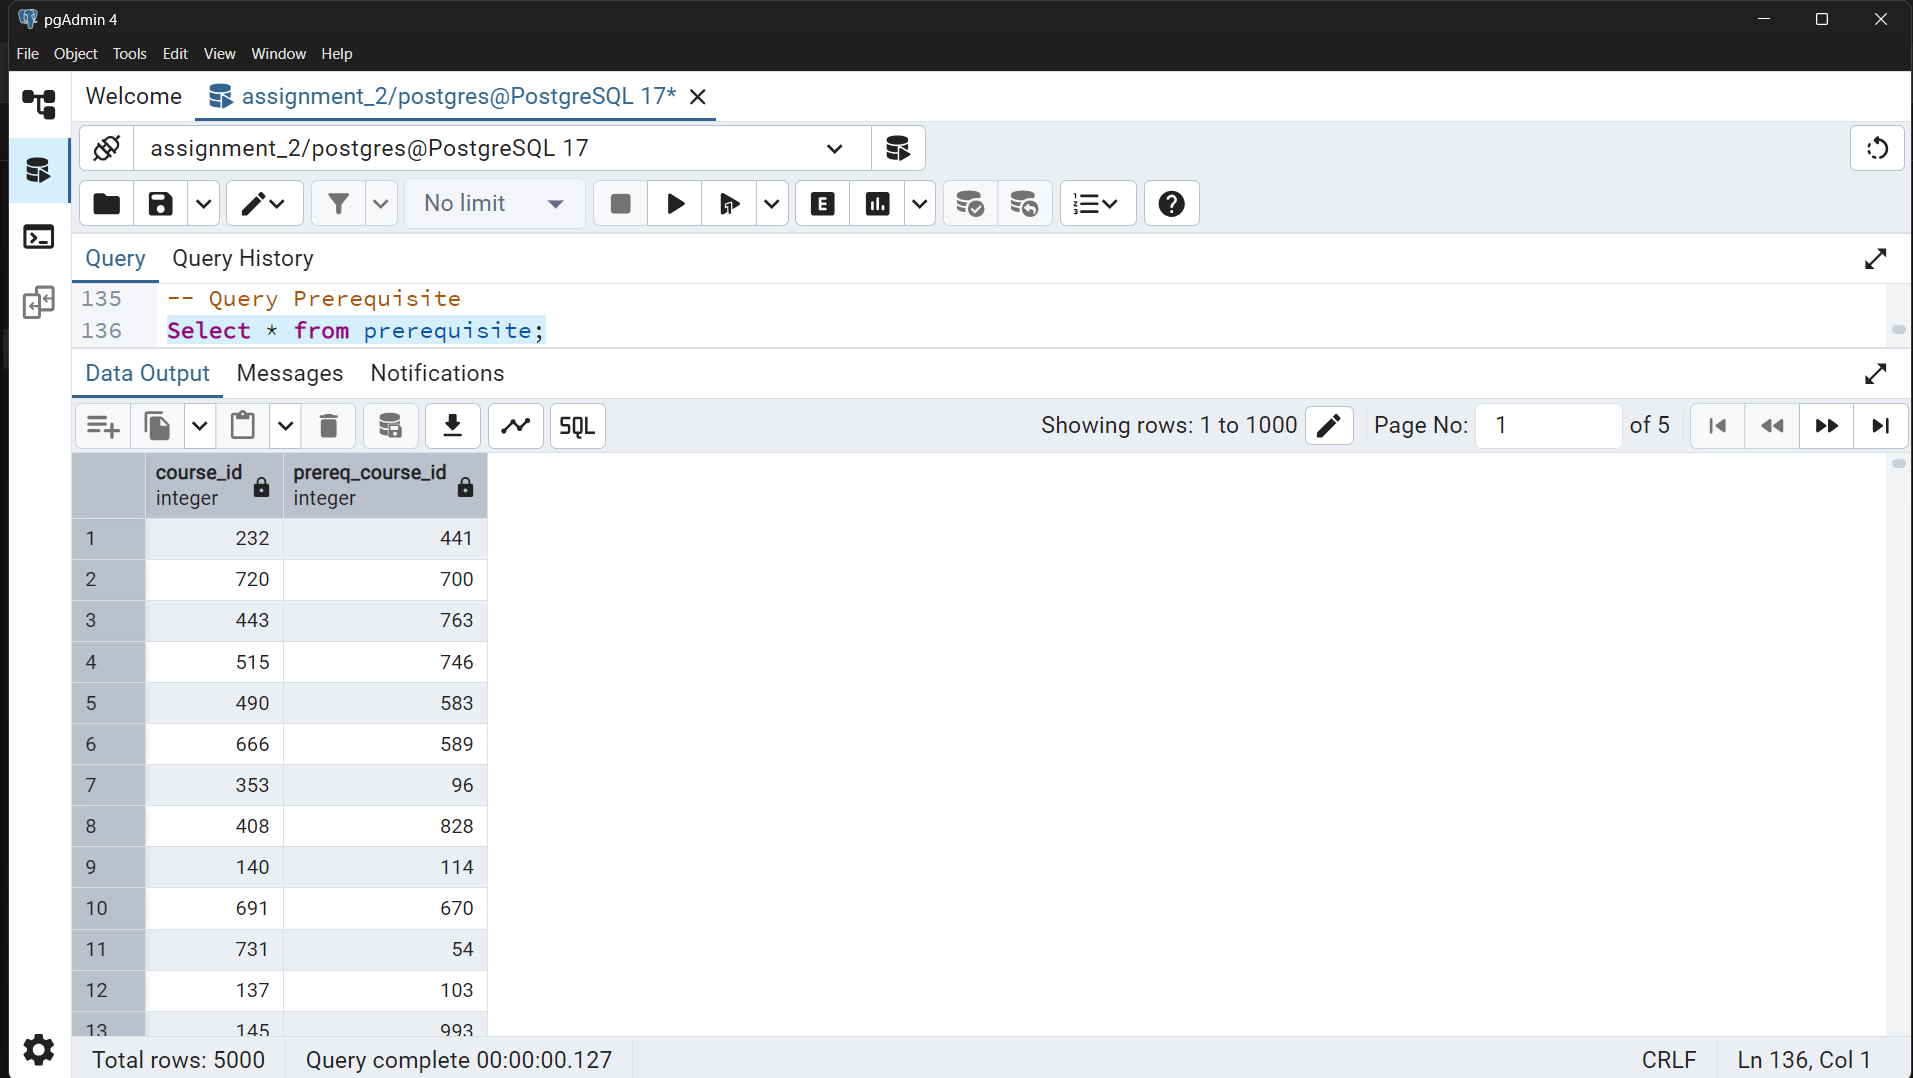 pgAdmin 4
File Object Tools Edit View Window Help
Welcome assignment_2/postgres@PostgreSQL 17*
assignment_2/postgres@PostgreSQL 17
No limit E
Query Query History
135 -- Query Prerequisite
136 Select * from prerequisite;
Data Output Messages Notifications
SQL Showing rows: 1 to 1000 Page No: 1 of 5
course_id prereq_course_id
integer integer
1 232 441
2 720 700
3 443 763
4 515 746
5 490 583
6 666 589
7 353 96
8 408 828
9 140 114
10 691 670
11 731 54
12 137 103
13 145 993
Total rows: 5000 Query complete 00:00:00.127 CRLF Ln 136, Col 1